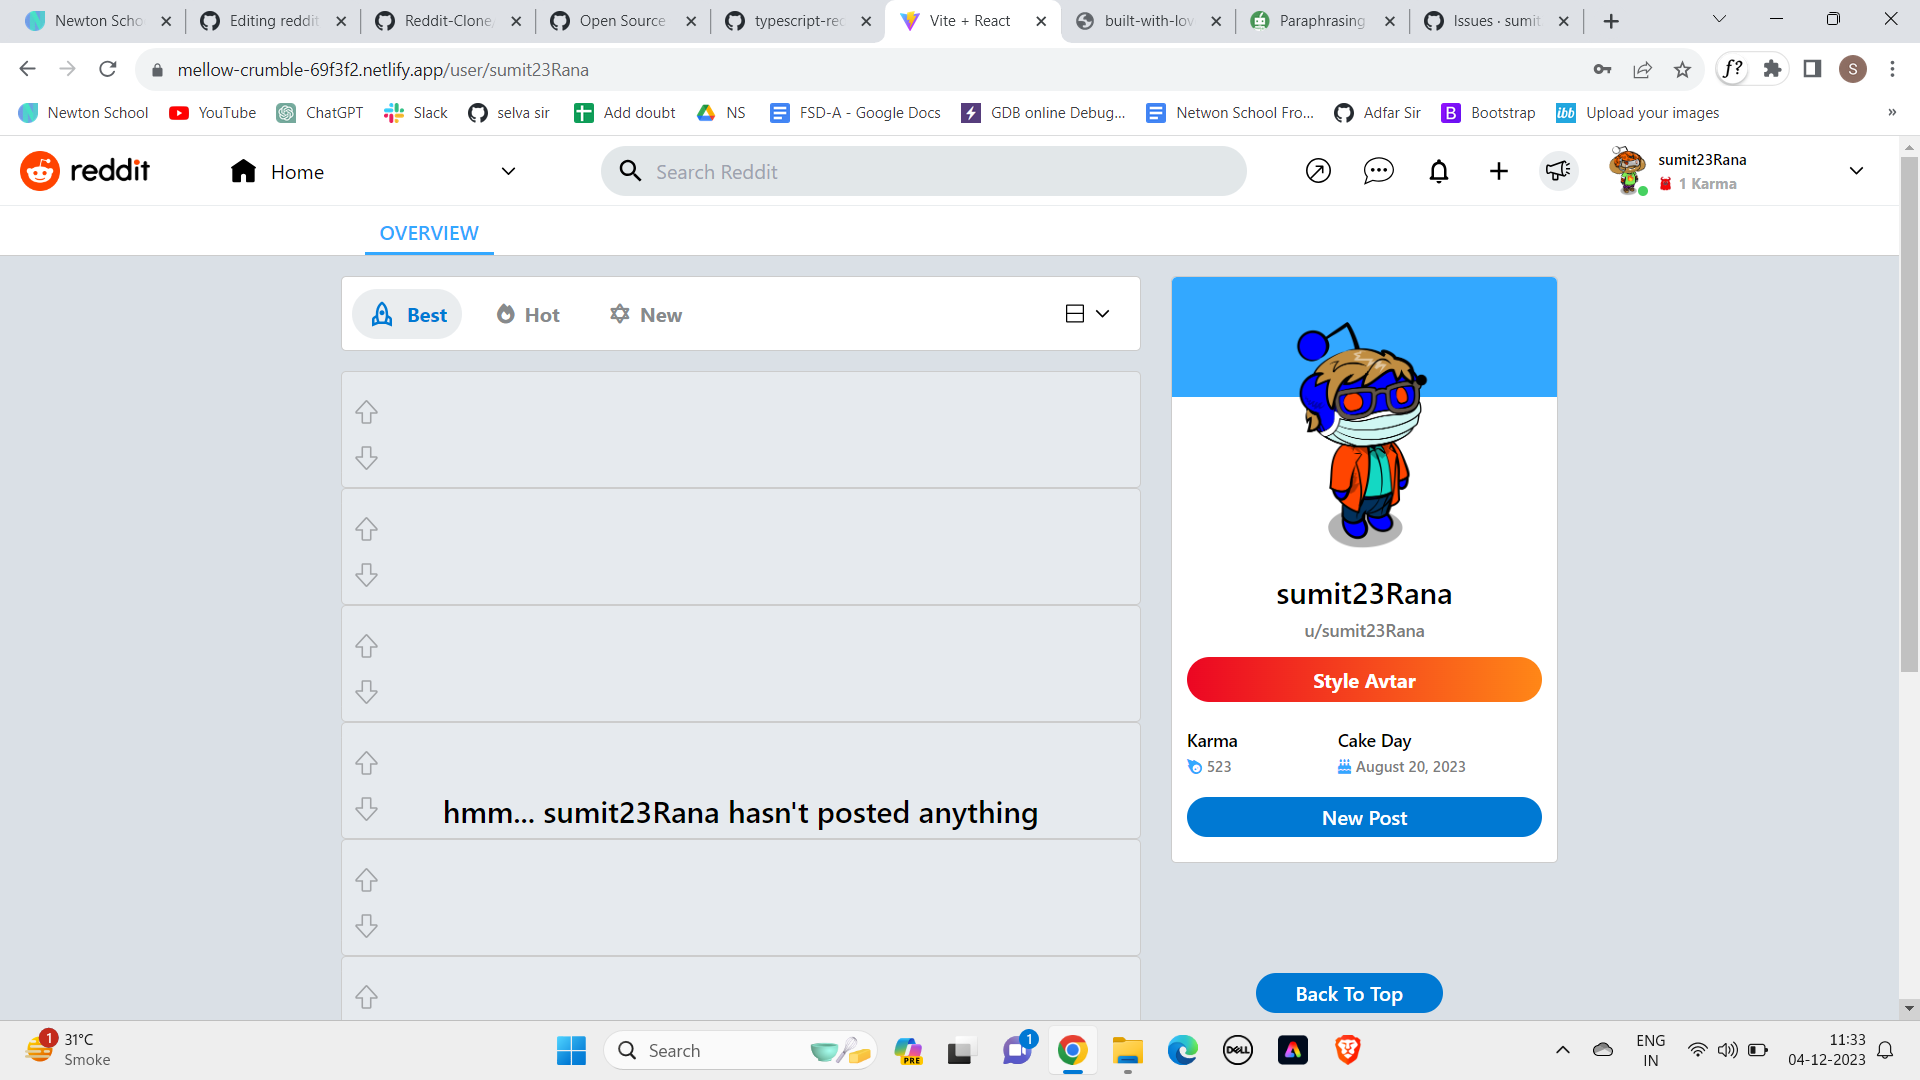 Newton Scho
Editing reddit
Reddit-Clone/
Open Source
typescript-rec
Vite + React
built-with-lov
Paraphrasing
Issues · sumit
mellow-crumble-69f3f2.netlify.app/user/sumit23Rana
f?
S
Newton School
YouTube
ChatGPT
Slack
selva sir
Add doubt
NS
FSD-A - Google Docs
GDB online Debug...
Netwon School Fro...
Adfar Sir
B Bootstrap
ibb Upload your images
»
reddit
Home
Search Reddit
sumit23Rana
1 Karma
OVERVIEW
Best
Hot
New
hmm... sumit23Rana hasn't posted anything
sumit23Rana
u/sumit23Rana
Style Avtar
Karma
Cake Day
523
August 20, 2023
New Post
Back To Top
1
31°C
Smoke
Search
PRE
1
DELL
ENG
IN
11:33
04-12-2023